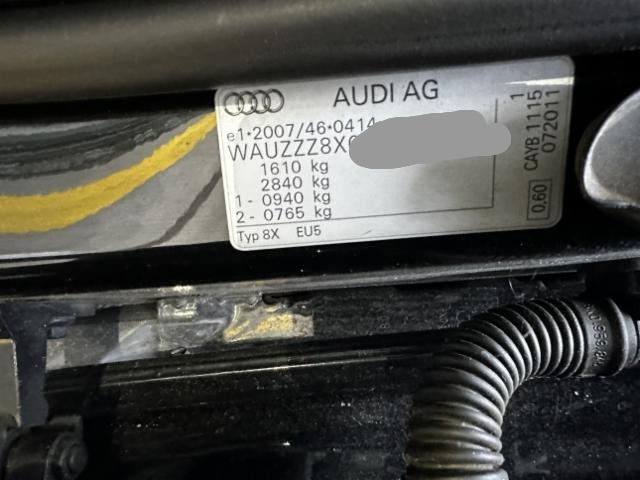 AUDI AG
e1*2007/46*0414
WAUZZZ8X
1610 kg
2840 kg
1 - 0940 kg
2 - 0765 kg
Typ 8X EU5
1
CAYB 1115
072011
0,60